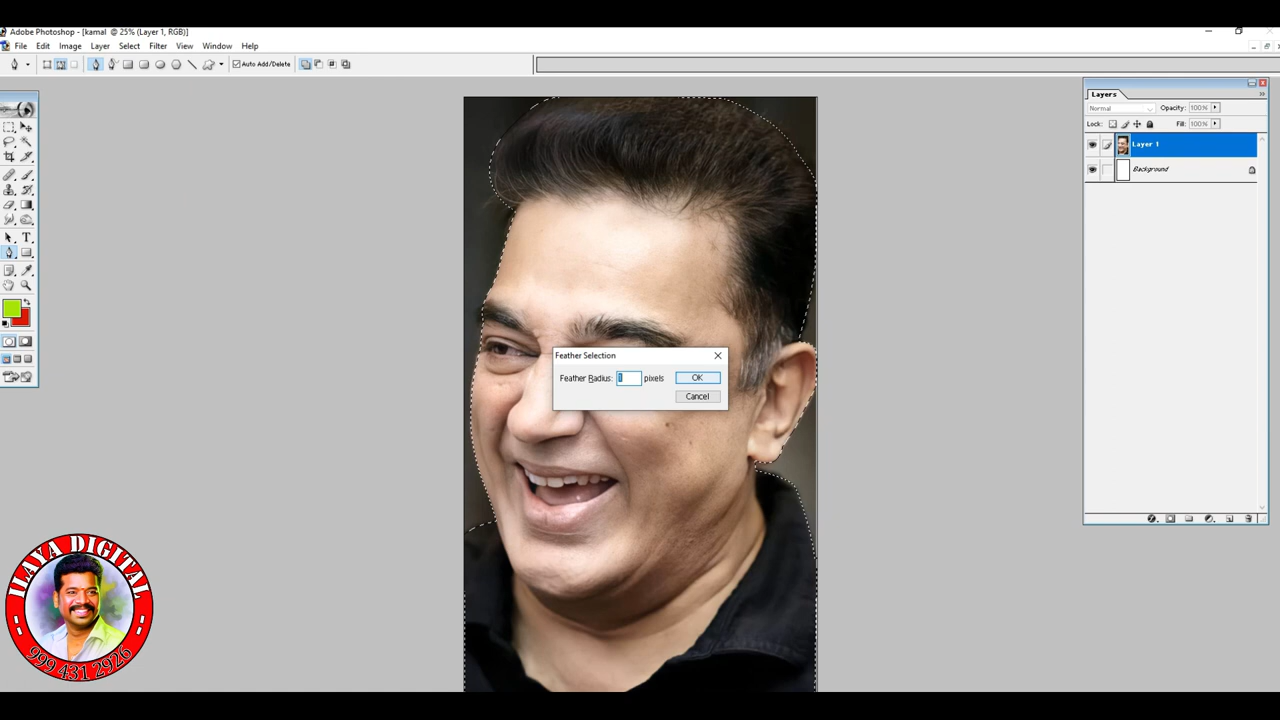 Adobe Photoshop - [kamal @ 25% (Layer 1, RGB)]
File Edit Image Layer Select Filter View Window Help
Auto Add/Delete
Layers
Normal Opacity: 100%
Lock: Fill: 100%
Layer 1
Background
Feather Selection
Feather Radius: 1 pixels OK
Cancel
ILAYA DIGITAL
999 431 2926